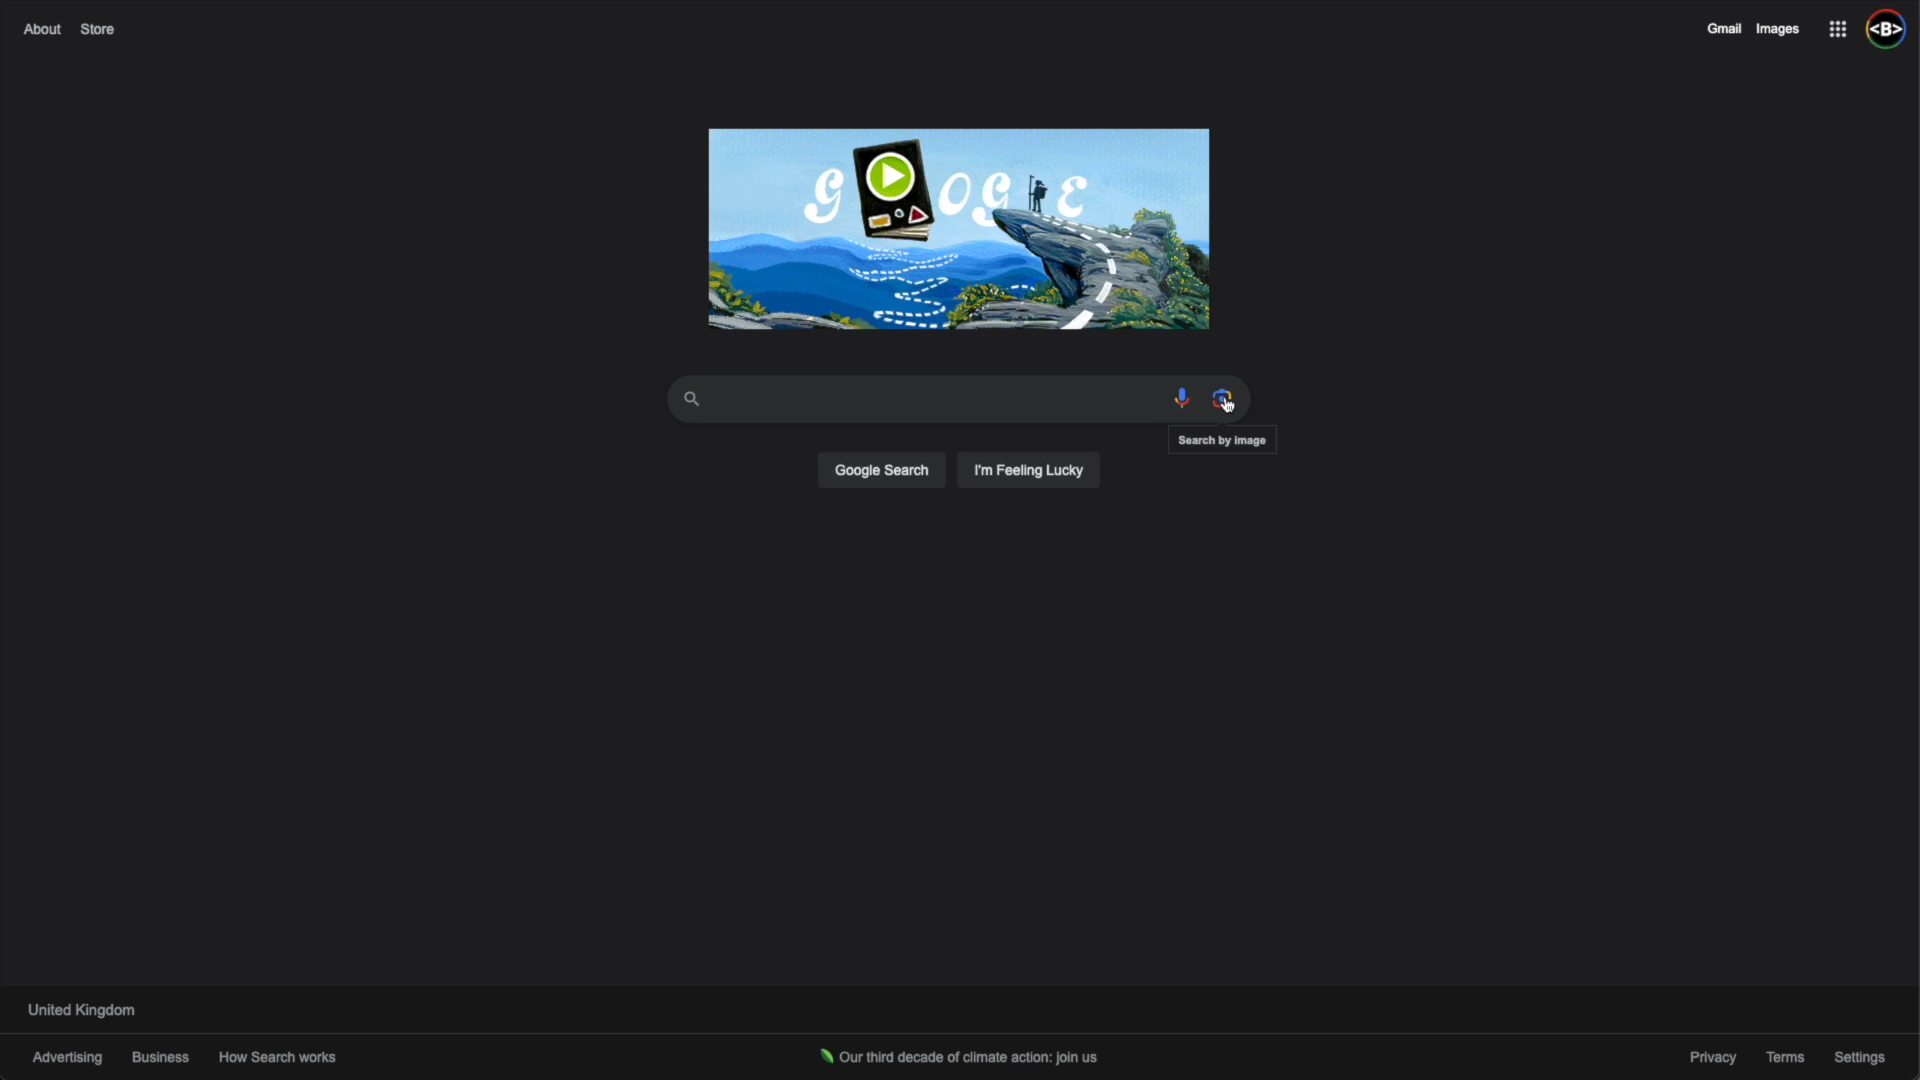 About Store
Gmail Images
<B>
G OG E
Search by image
Google Search
I'm Feeling Lucky
United Kingdom
Advertising Business How Search works
Our third decade of climate action: join us
Privacy Terms Settings